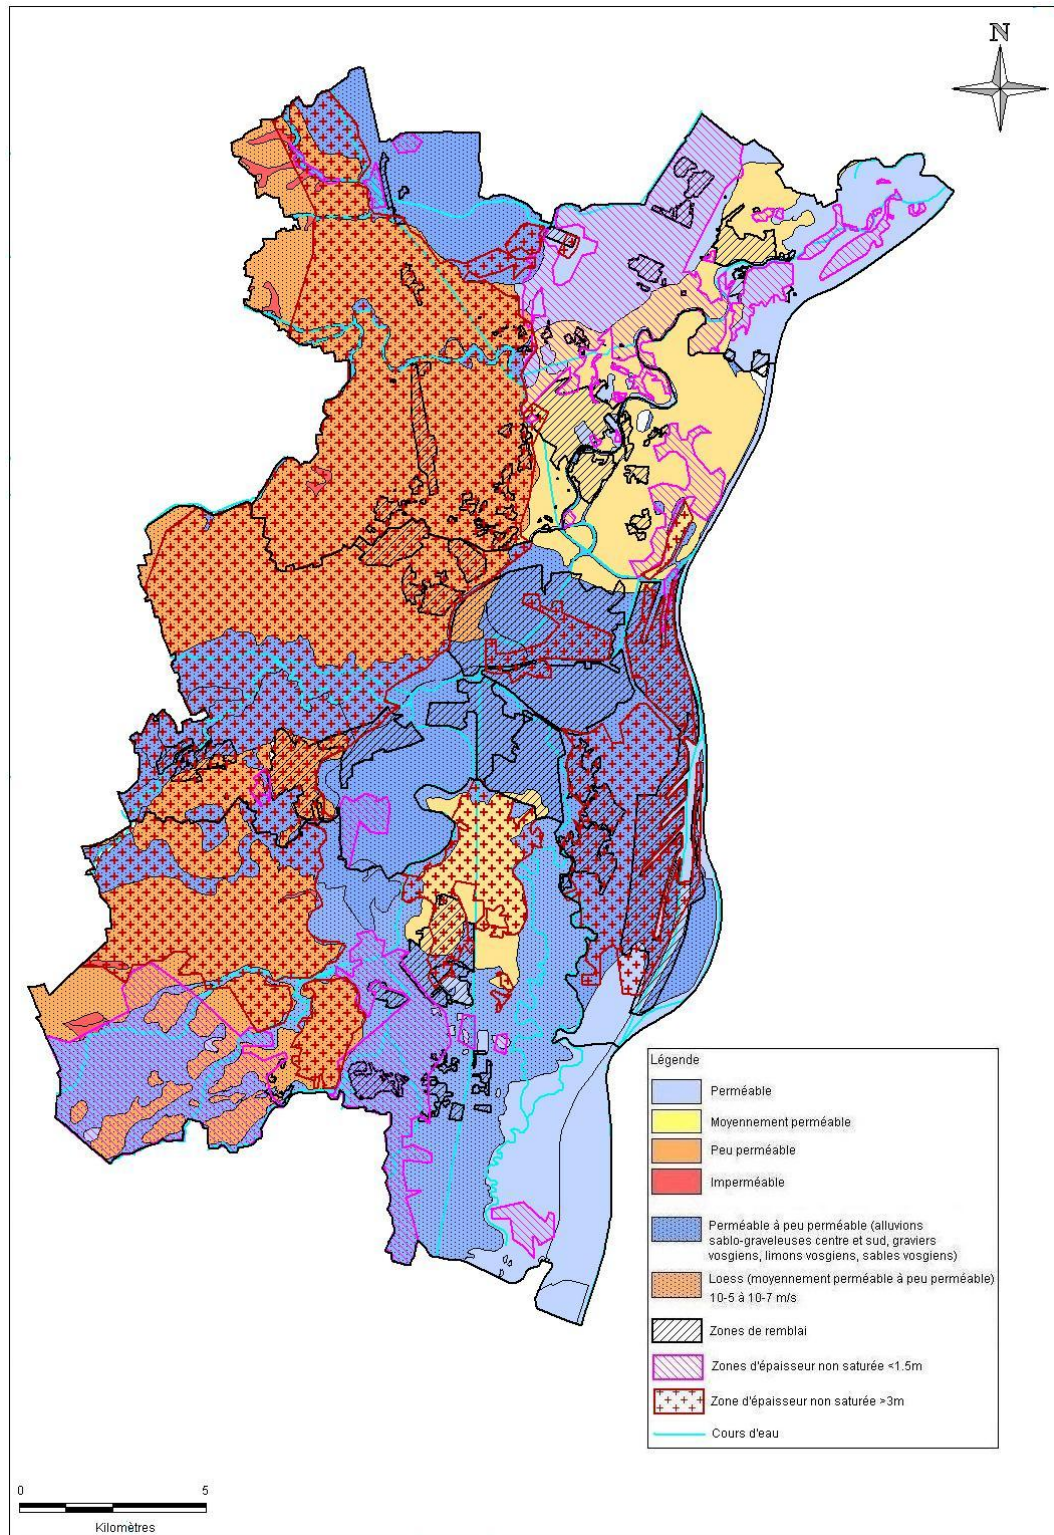 N
Légende
Perméable
Moyennement perméable
Peu perméable
Imperméable
Perméable à peu perméable (alluvions
sablo-graveleuses centre et sud, graviers
vosgiens, limons vosgiens, sables vosgiens)
Loess (moyennement perméable à peu perméable)
10-5 à 10-7 m/s
Zones de remblai
Zones d'épaisseur non saturée <1.5m
Zone d'épaisseur non saturée >3m
Cours d'eau
0 5
Kilomètres